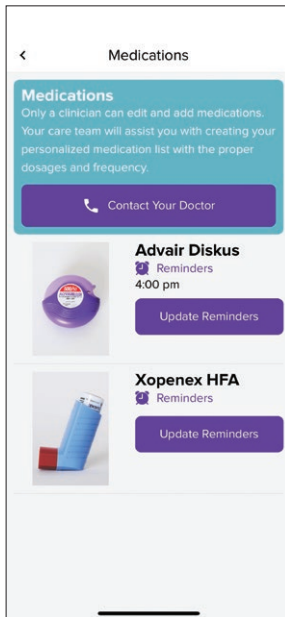 Medications
Medications
Only a clinician can edit and add medications.
Your care team will assist you with creating your
personalized medication list with the proper
dosages and frequency.
Contact Your Doctor
Advair Diskus
Reminders
4:00 pm
Update Reminders
Xopenex HFA
Reminders
Update Reminders